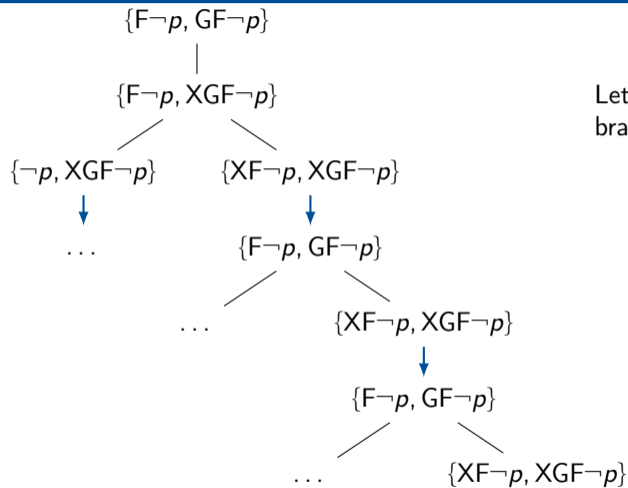 {F¬p, GF¬p}
{F¬p, XGF¬p}
Let
bra
{¬p, XGF¬p} {XF¬p, XGF¬p}
... {F¬p, GF¬p}
... {XF¬p, XGF¬p}
{F¬p, GF¬p}
... {XF¬p, XGF¬p}